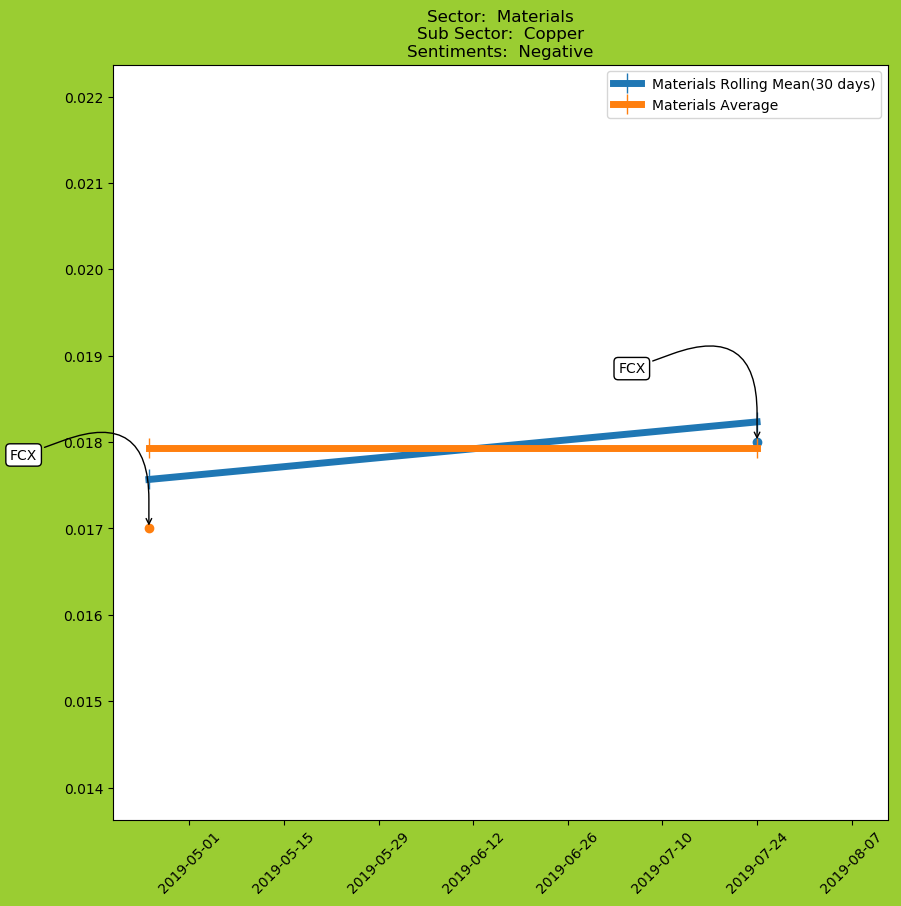 Sector:  Materials
Sub Sector:  Copper
Sentiments:  Negative
Materials Rolling Mean(30 days)
Materials Average
0.022
0.021
0.020
0.019
0.018
0.017
0.016
0.015
0.014
FCX
FCX
2019-05-01
2019-05-15
2019-05-29
2019-06-12
2019-06-26
2019-07-10
2019-07-24
2019-08-07